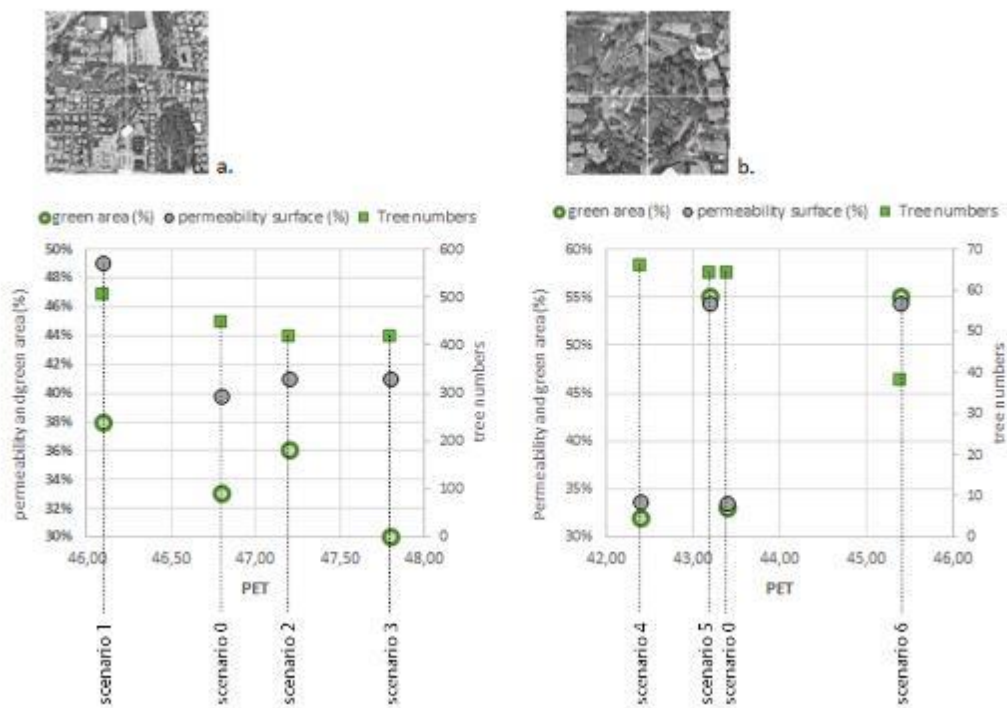 a.
b.
green area (%) permeability surface (%) Tree numbers
green area (%) permeability surface (%) Tree numbers
permeability and green area (%)
50%
48%
46%
44%
42%
40%
38%
36%
34%
32%
30%
600
500
400
300
200
100
0
tree numbers
46,00 46,50 47,00 47,50 48,00
PET
scenario 1
scenario 0
scenario 2
scenario 3
Permeability and green area (%)
60%
55%
50%
45%
40%
35%
30%
70
60
50
40
30
20
10
0
tree numbers
42,00 43,00 44,00 45,00 46,00
PET
scenario 4
scenario 5
scenario 0
scenario 6